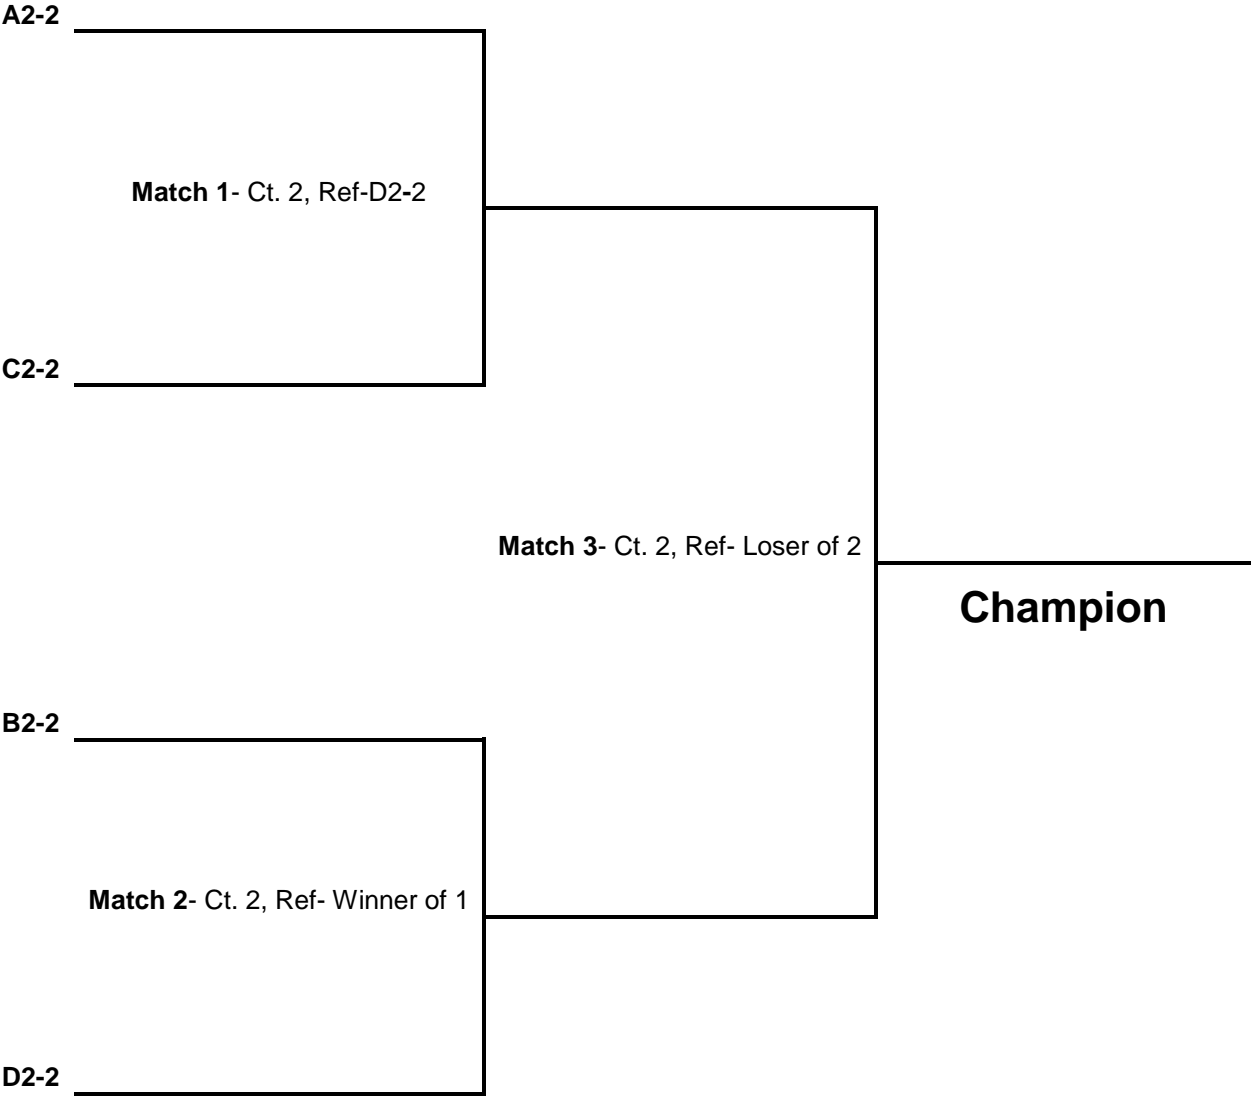 A2-2
Match 1- Ct. 2, Ref-D2-2
C2-2
Match 3- Ct. 2, Ref- Loser of 2
Champion
B2-2
Match 2- Ct. 2, Ref- Winner of 1
D2-2